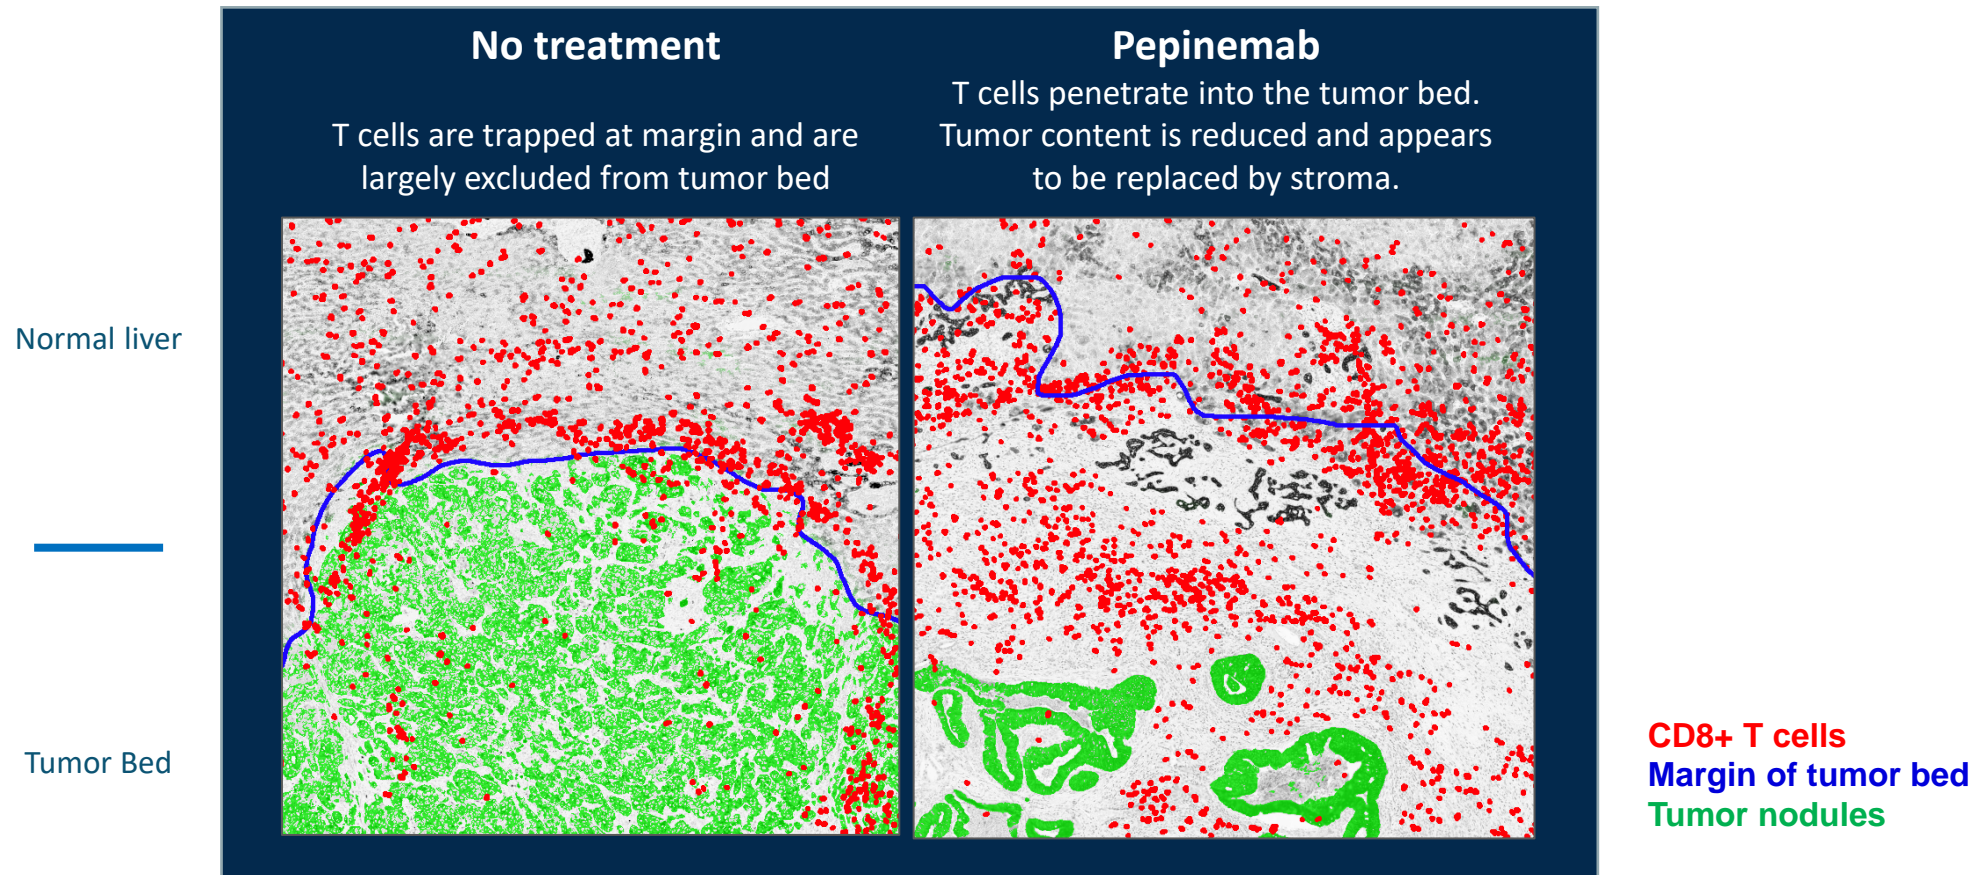 No treatment
T cells are trapped at margin and are
largely excluded from tumor bed
Pepinemab
T cells penetrate into the tumor bed.
Tumor content is reduced and appears
to be replaced by stroma.
Normal liver
Tumor Bed
CD8+ T cells
Margin of tumor bed
Tumor nodules